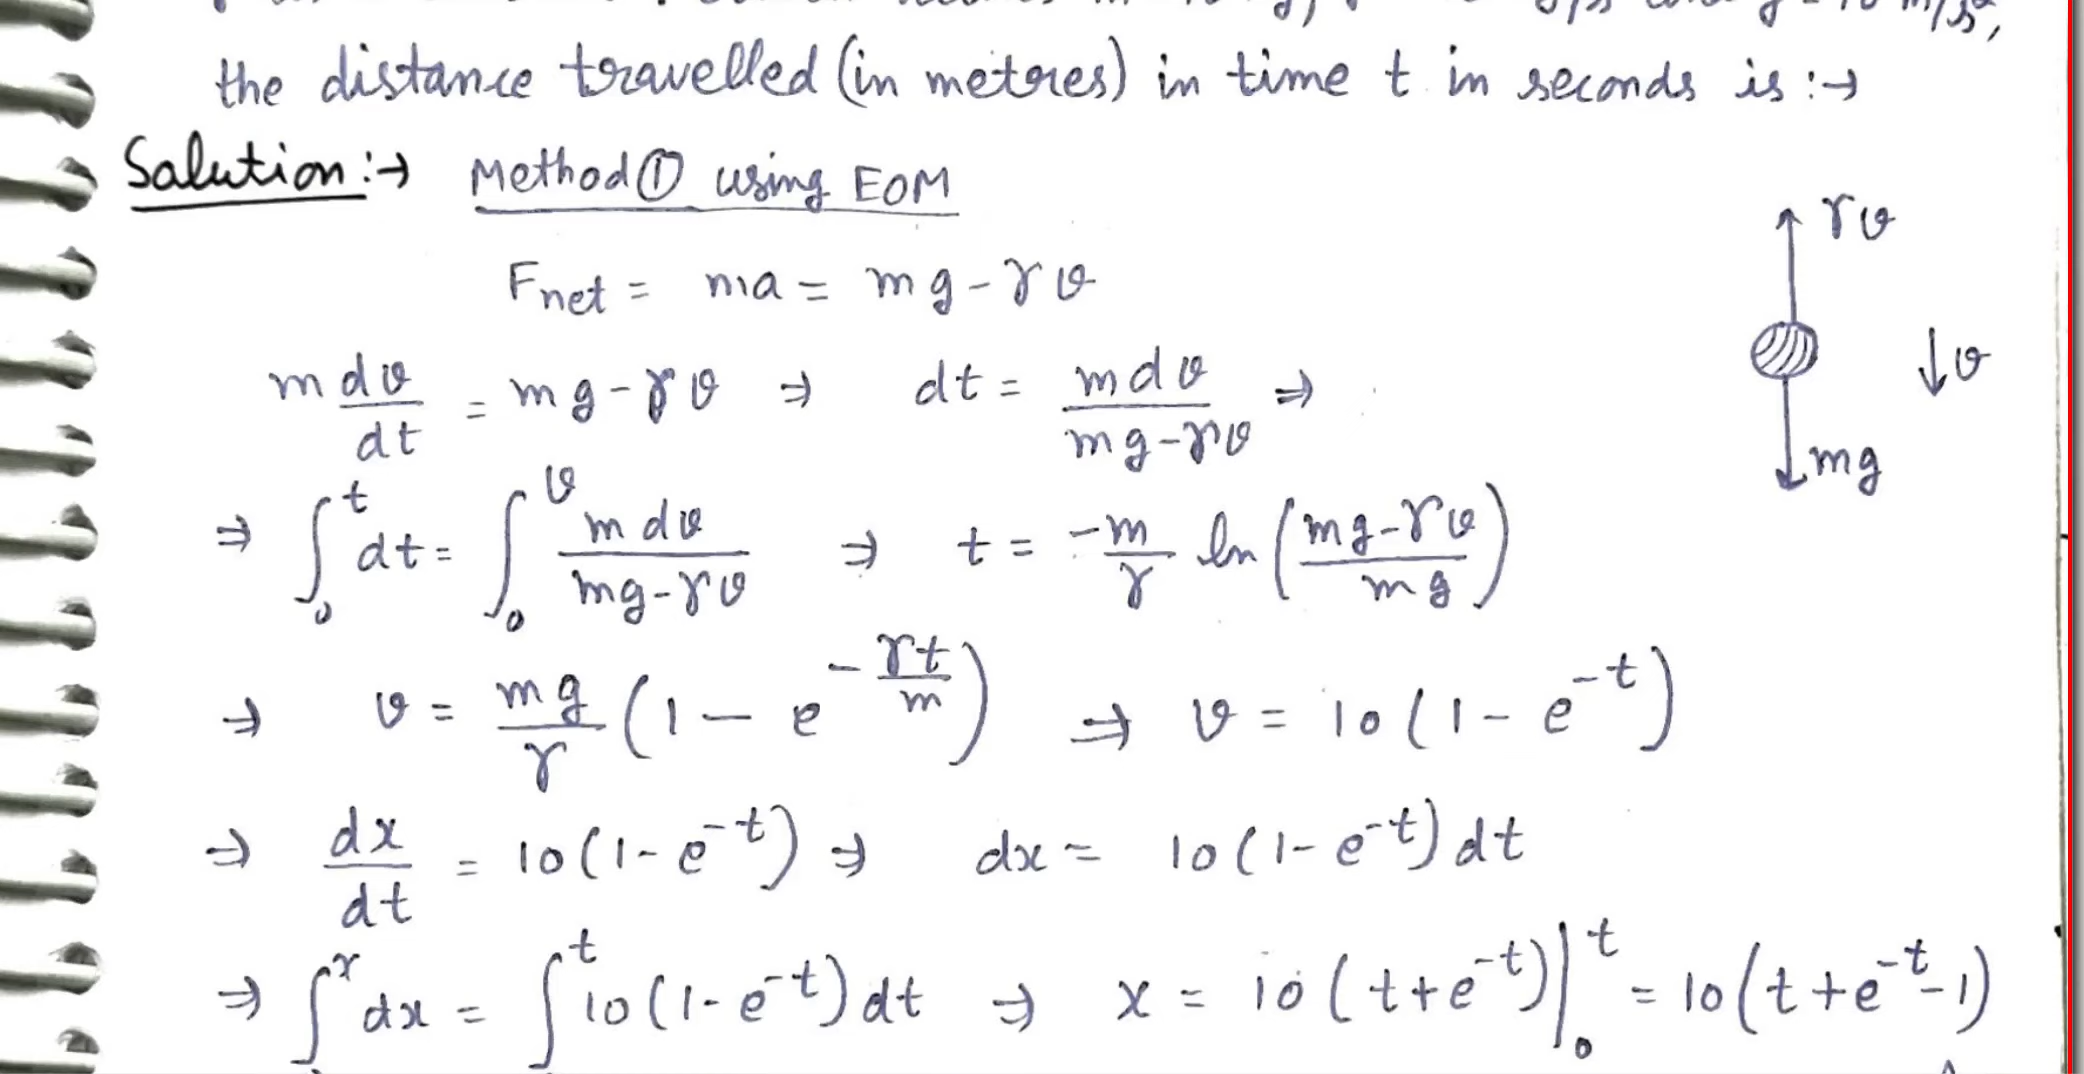 the distance travelled (in metres) in time t in seconds is :→
Salution :→ Method ① using EOM
Fnet = ma = mg - γv
m dv/dt = mg - γv ⇒ dt = m dv/(mg - γv) ⇒
⇒ ∫₀ᵗ dt = ∫₀ᵛ m dv/(mg - γv) ⇒ t = -m/γ ln((mg - γv)/mg)
⇒ v = mg/γ (1 - e^(-γt/m)) ⇒ v = 10(1 - e^(-t))
⇒ dx/dt = 10(1 - e^(-t)) ⇒ dx = 10(1 - e^(-t)) dt
⇒ ∫ˣ dx = ∫ᵗ 10(1 - e^(-t)) dt ⇒ x = 10(t + e^(-t))|₀ᵗ = 10(t + e^(-t) - 1)
γv
↓v
mg